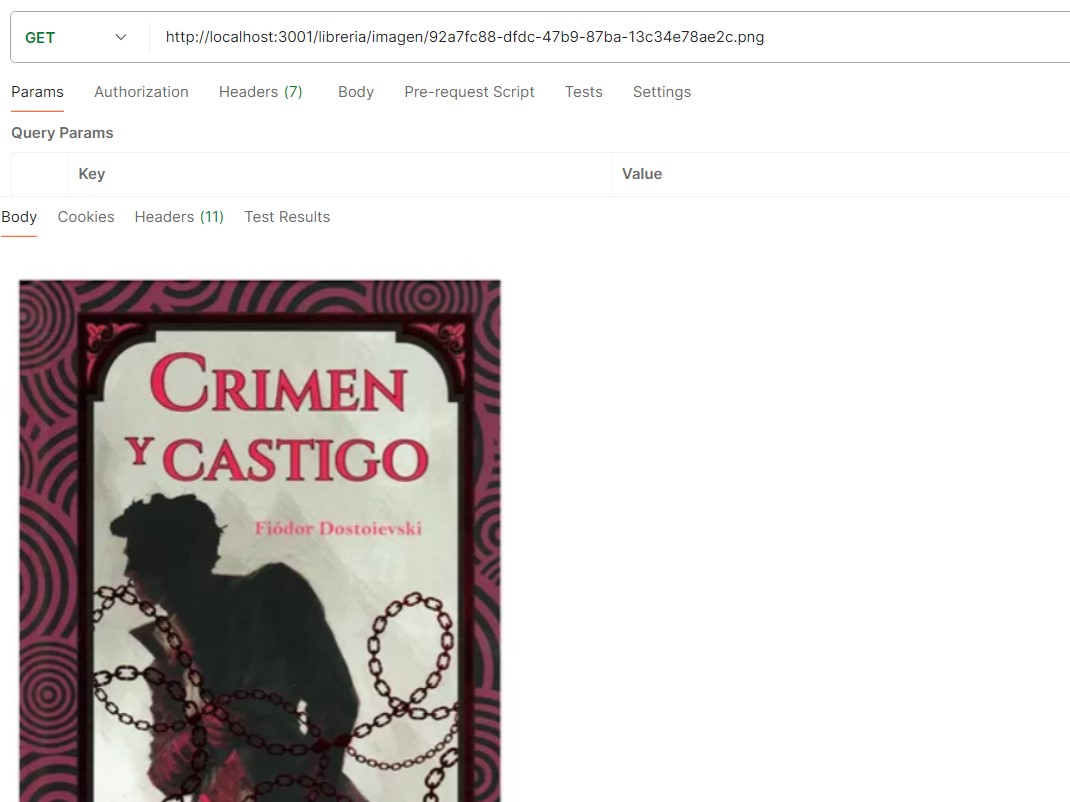 GET http://localhost:3001/libreria/imagen/92a7fc88-dfdc-47b9-87ba-13c34e78ae2c.png
Params Authorization Headers (7) Body Pre-request Script Tests Settings
Query Params
Key Value
Body Cookies Headers (11) Test Results
CRIMEN
Y CASTIGO
Fiódor Dostoievski